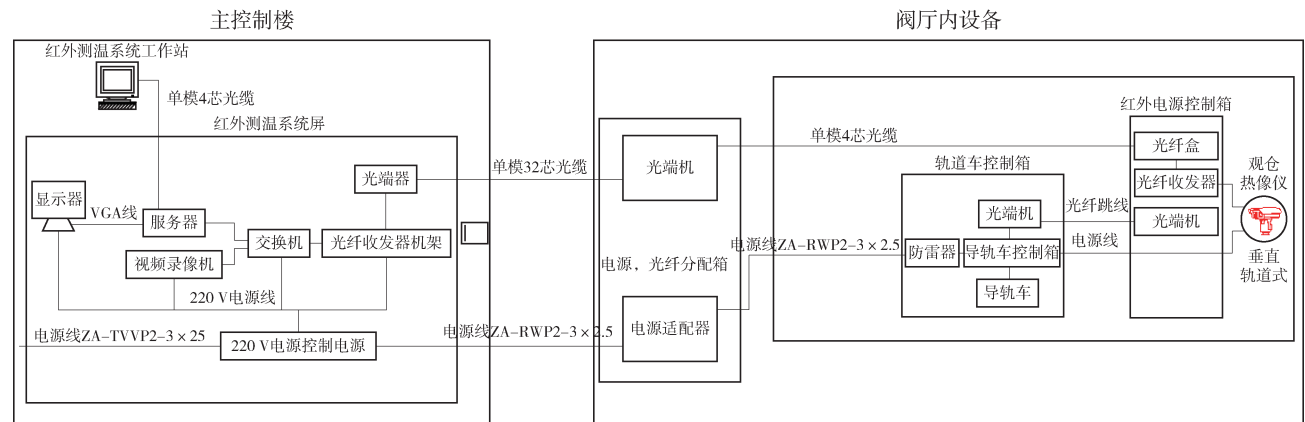 主控制楼
阀厅内设备
红外测温系统工作站
单模4芯光缆
红外测温系统屏
显示器
VGA线
服务器
视频录像机
交换机
光端器
光纤收发器机架
220 V电源线
电源线ZA-TVVP2-3×25
220 V电源控制电源
单模32芯光缆
电源线ZA-RWP2-3×2.5
光端机
电源，光纤分配箱
电源适配器
单模4芯光缆
电源线ZA-RWP2-3×2.5
轨道车控制箱
光端机
防雷器
导轨车控制箱
导轨车
光纤跳线
电源线
红外电源控制箱
光纤盒
光纤收发器
光端机
观仓
热像仪
垂直
轨道式